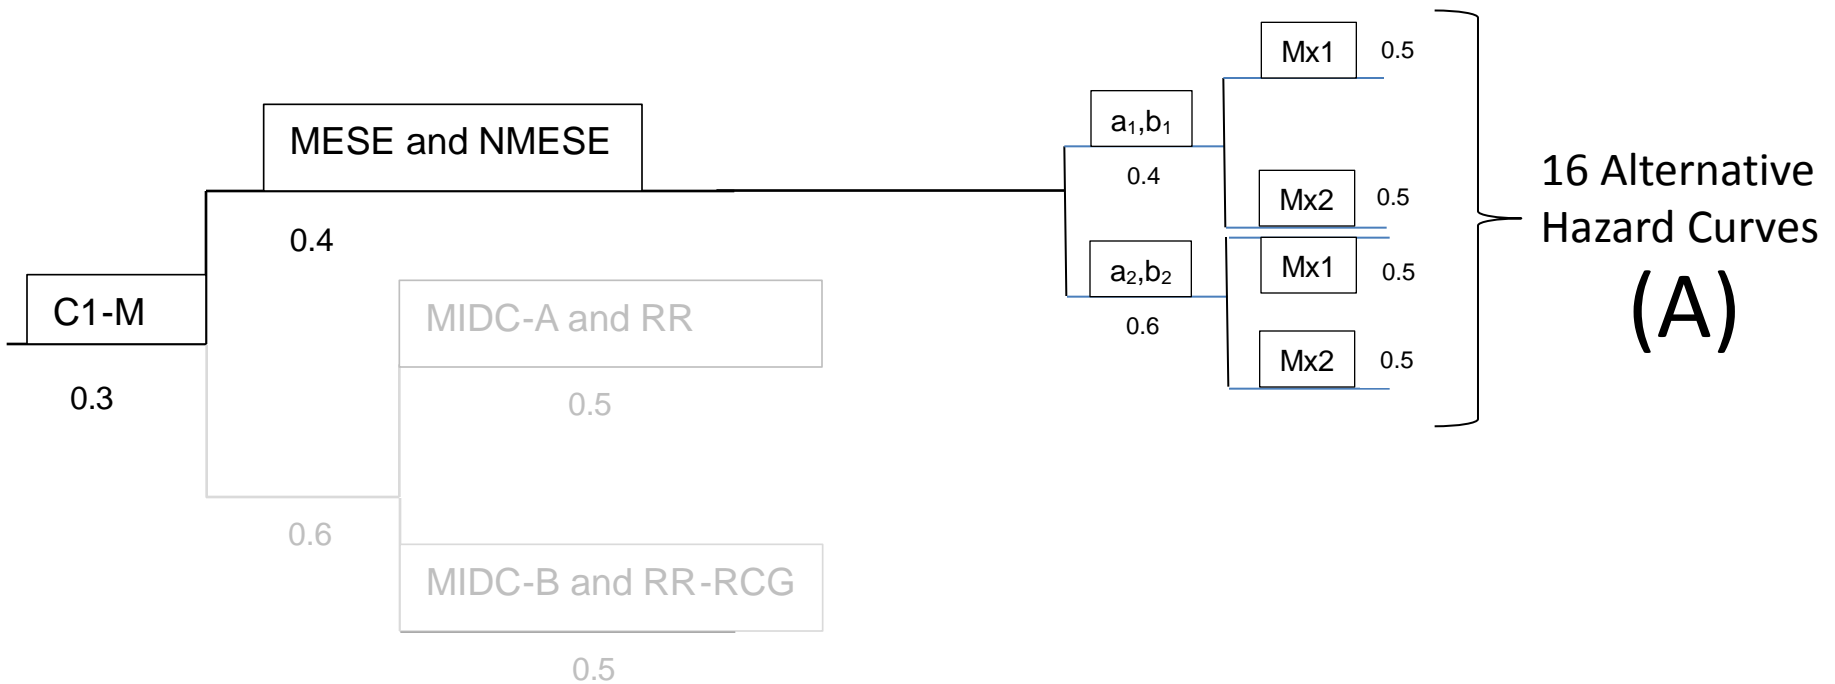 Mx1 0.5
MESE and NMESE
a₁,b₁
0.4
Mx2 0.5
0.4
a₂,b₂
0.6
Mx1 0.5
Mx2 0.5
16 Alternative
Hazard Curves
(A)
C1-M
0.3
MIDC-A and RR
0.5
0.6
MIDC-B and RR-RCG
0.5